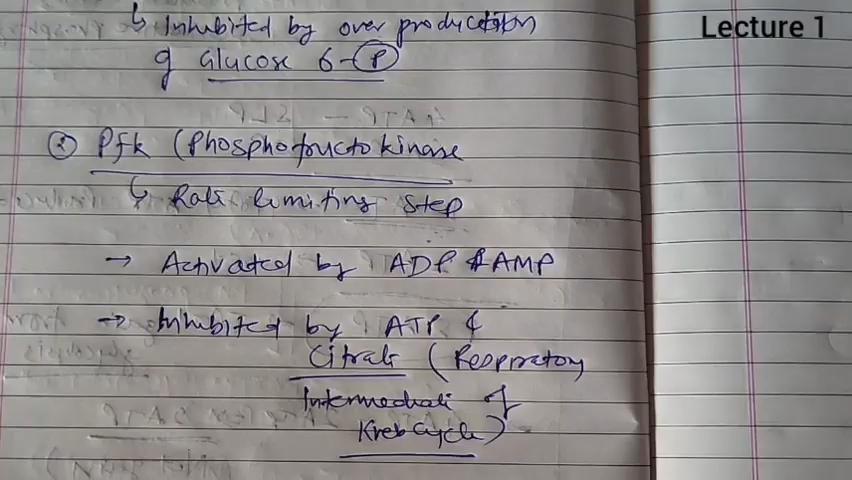 Lecture 1
↳ Inhibited by over production
of Glucose 6-Ⓟ
② Pfk (Phosphofructokinase
↳ Rate limiting step
→ Activated by ADP & AMP
→ Inhibited by ATP &
Citrate (Respiratory
Intermediate of
Kreb Cycle)